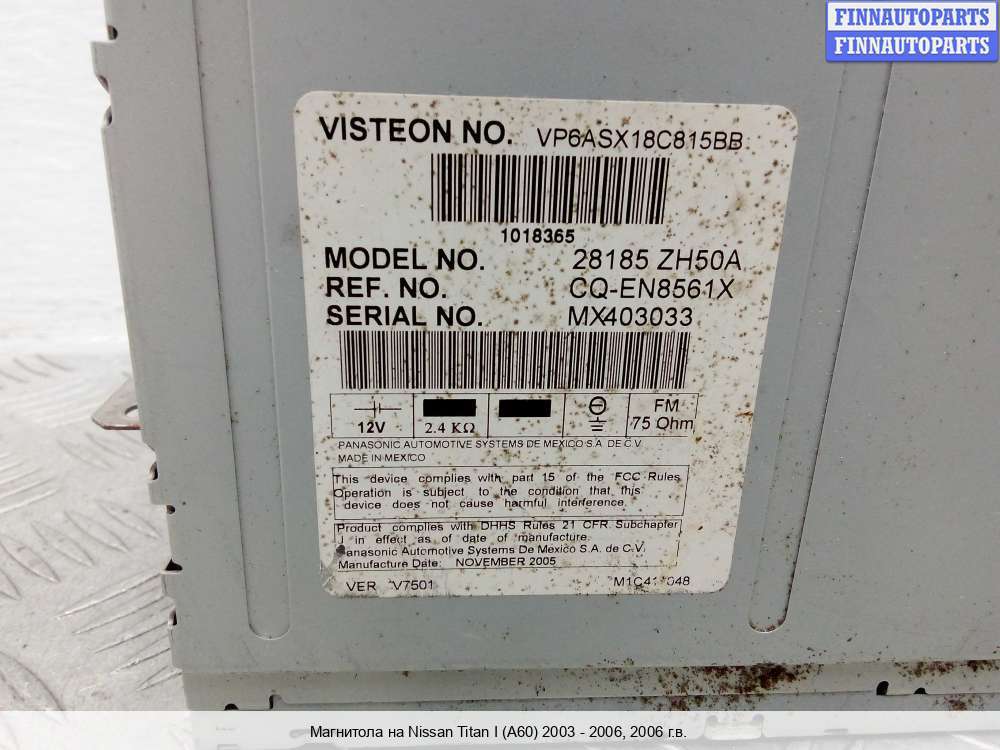 FINNAUTOPARTS
FINNAUTOPARTS
VISTEON NO. VP6ASX18C815BB
1018365
MODEL NO. 28185 ZH50A
REF. NO. CQ-EN8561X
SERIAL NO. MX403033
12V 2.4 KΩ FM 75 Ohm
PANASONIC AUTOMOTIVE SYSTEMS DE MEXICO S.A. DE C.V.
MADE IN MEXICO
This device complies with part 15 of the FCC Rules
Operation is subject to the condition that this
device does not cause harmful interference.
Product complies with DHHS Rules 21 CFR. Subchapter
J in effect as of date of manufacture.
Panasonic Automotive Systems De Mexico S.A. de C.V.
Manufacture Date: NOVEMBER 2005
VER V7501
Магнитола на Nissan Titan I (A60) 2003 - 2006, 2006 г.в.